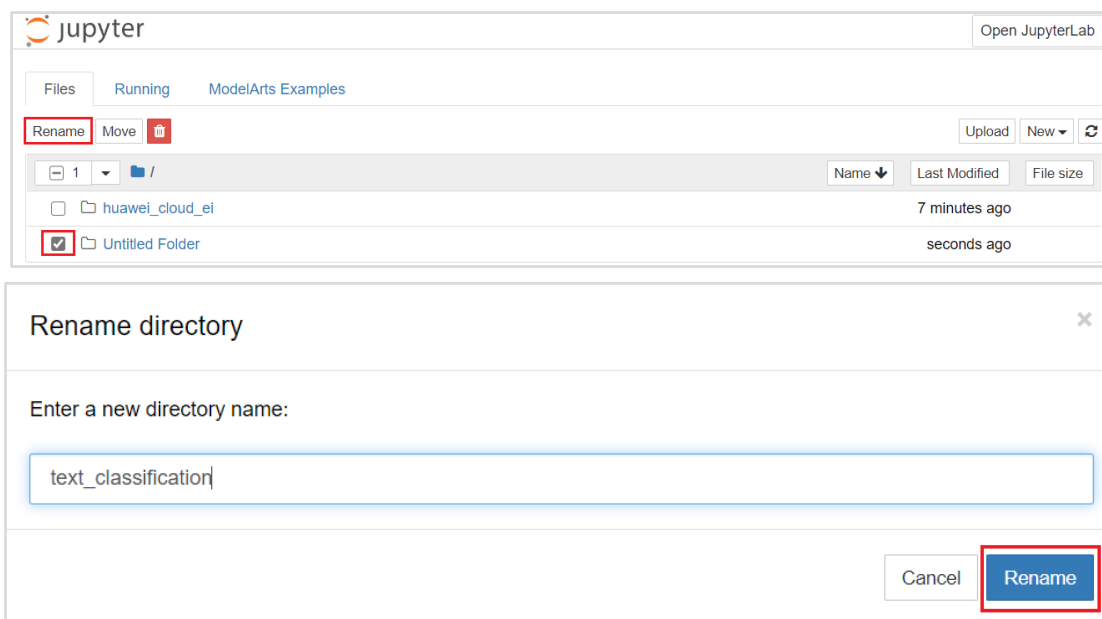 jupyter Open JupyterLab
Files Running ModelArts Examples
Rename Move Upload New
1 / Name Last Modified File size
huawei_cloud_ei 7 minutes ago
Untitled Folder seconds ago
Rename directory ×
Enter a new directory name:
text_classification
Cancel Rename